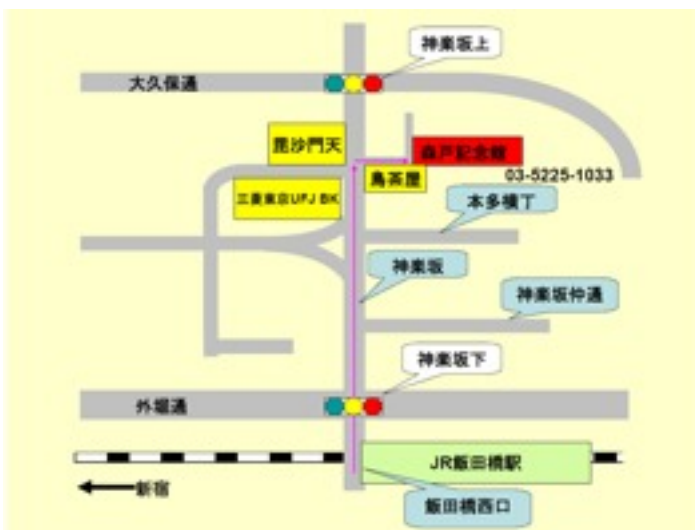 神楽坂上
大久保通
毘沙門天
森戸記念館
鳥茶屋
03-5225-1033
三菱東京UFJ BK
本多横丁
神楽坂
神楽坂仲通
神楽坂下
外堀通
JR飯田橋駅
新宿
飯田橋西口